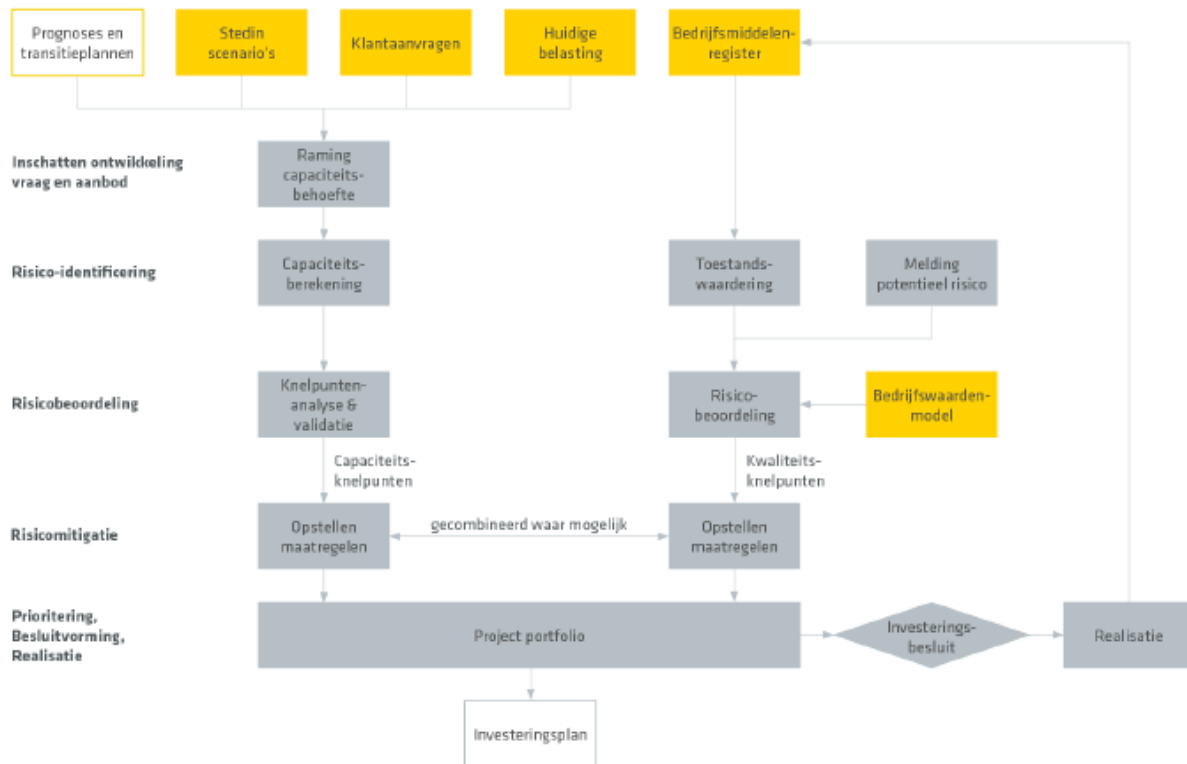 Prognoses en
transitieplannen
Stedin
scenario's
Klantaanvragen
Huidige
belasting
Bedrijfsmiddelen-
register
Inschatten ontwikkeling
vraag en aanbod
Raming
capaciteits-
behoefte
Risico-identificering
Capaciteits-
berekening
Toestands-
waardering
Melding
potentieel risico
Risicobeoordeling
Knelpunten-
analyse &
validatie
Risico-
beoordeling
Bedrijfswaarden-
model
Capaciteits-
knelpunten
Kwaliteits-
knelpunten
Risicomitigatie
Opstellen
maatregelen
gecombineerd waar mogelijk
Opstellen
maatregelen
Prioritering,
Besluitvorming,
Realisatie
Project portfolio
Investerings-
besluit
Realisatie
Investeringsplan